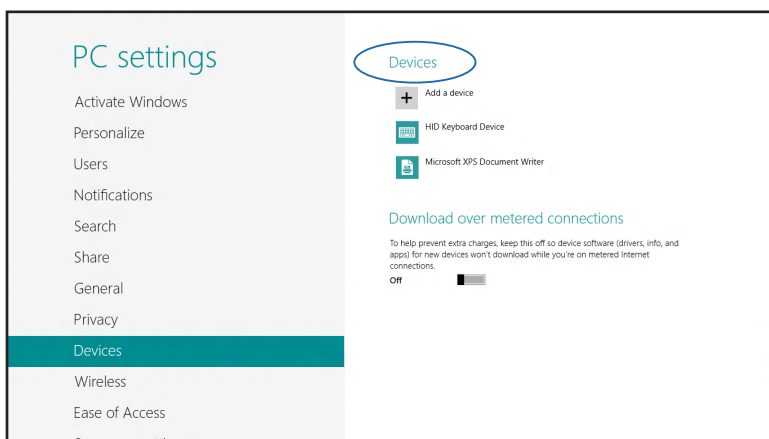 PC settings
Activate Windows
Personalize
Users
Notifications
Search
Share
General
Privacy
Devices
Wireless
Ease of Access
Devices
Add a device
HID Keyboard Device
Microsoft XPS Document Writer
Download over metered connections
To help prevent extra charges, keep this off so device software (drivers, info, and
apps) for new devices won't download while you're on metered Internet
connections.
Off